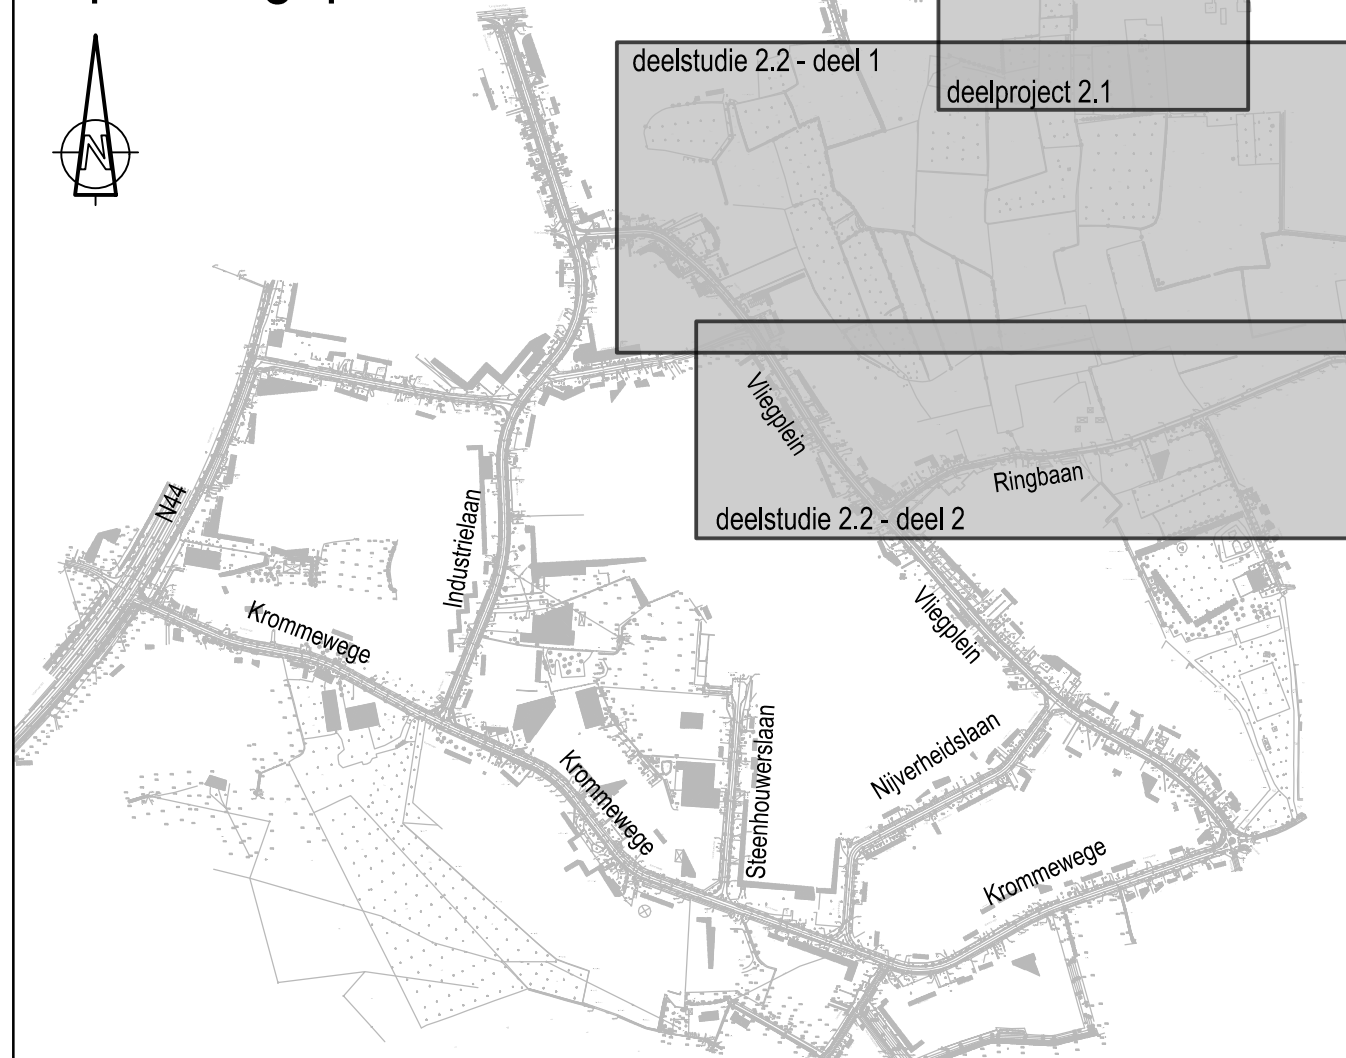 N
deelstudie 2.2 - deel 1
deelproject 2.1
Vliegplein
Ringbaan
deelstudie 2.2 - deel 2
N44
Industrielaan
Krommewege
Vliegplein
Steenhouwerslaan
Nijverheidslaan
Krommewege
Krommewege